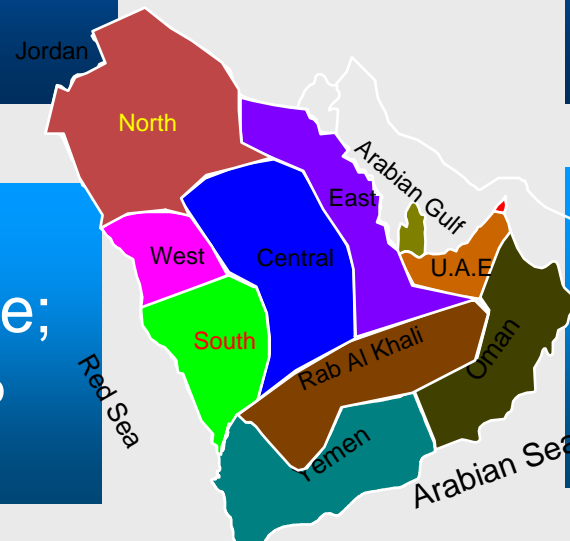 Jordan
North
Arabian Gulf
East
West
Central
U.A.E
e;
South
Rab Al Khali
Oman
Red Sea
Yemen
Arabian Sea